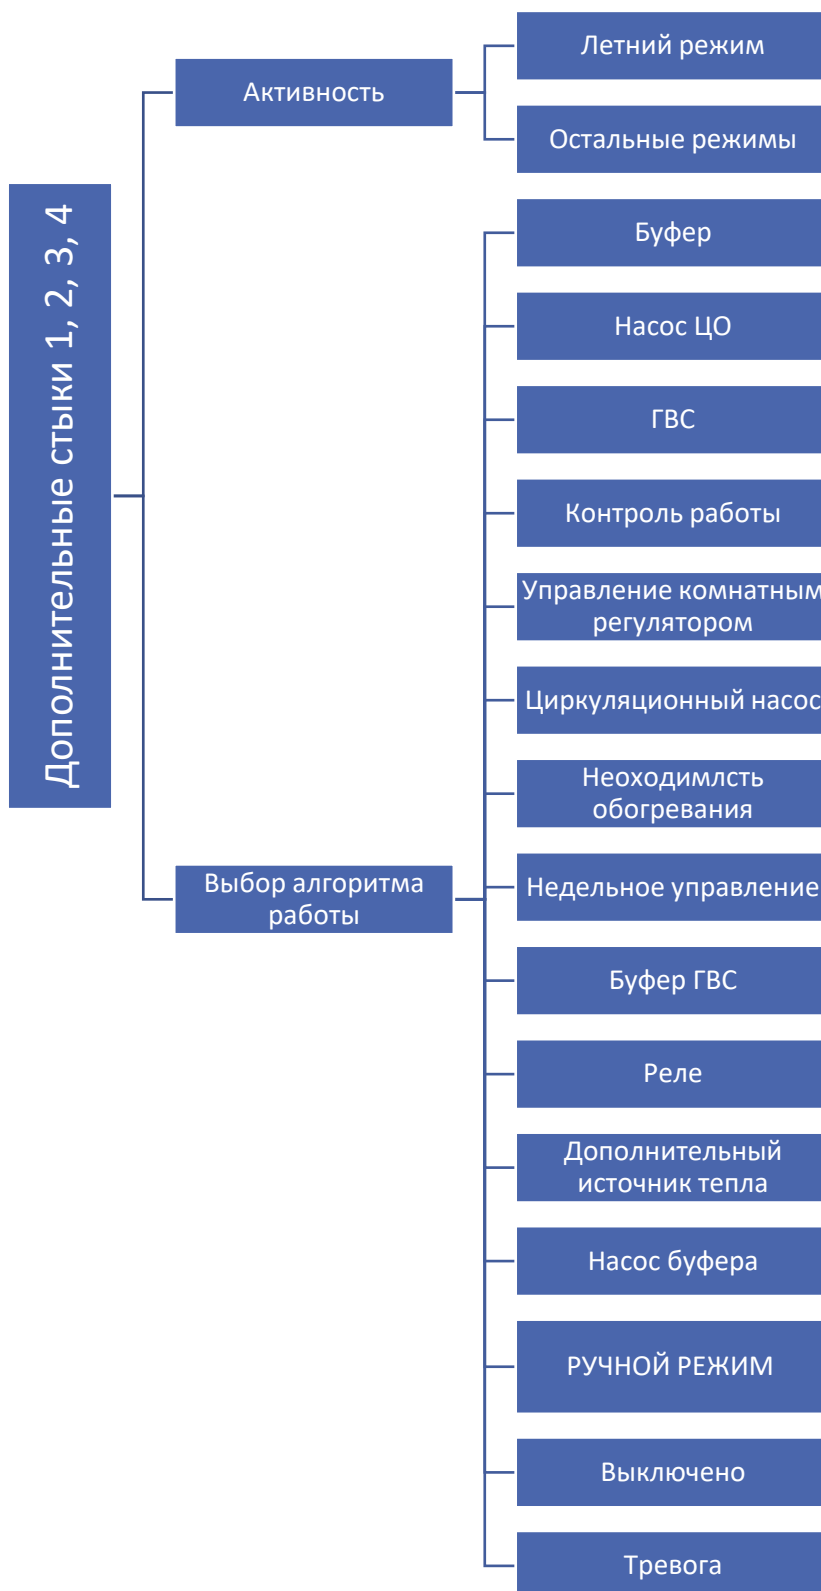 Дополнительные стыки 1, 2, 3, 4
Активность
Летний режим
Остальные режимы
Выбор алгоритма
работы
Буфер
Насос ЦО
ГВС
Контроль работы
Управление комнатным
регулятором
Циркуляционный насос
Неоходимлсть
обогревания
Недельное управление
Буфер ГВС
Реле
Дополнительный
источник тепла
Насос буфера
РУЧНОЙ РЕЖИМ
Выключено
Тревога